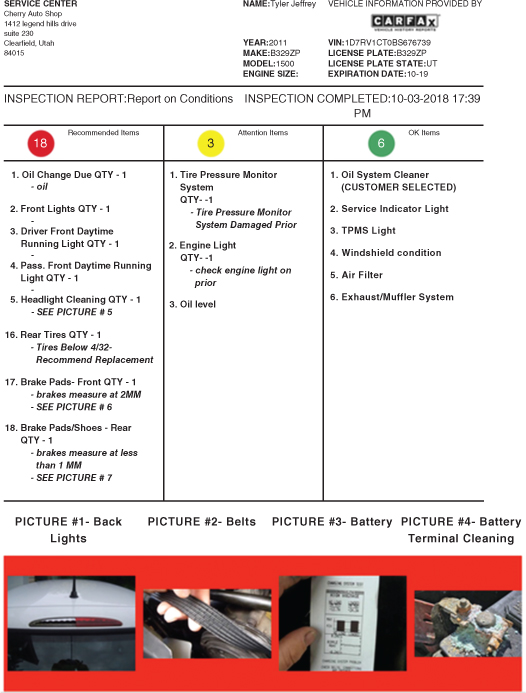 SERVICE CENTER
Cherry Auto Shop
1412 legend hills drive
suite 230
Clearfield, Utah
84015
NAME:Tyler Jeffrey
YEAR:2011
MAKE:B329ZP
MODEL:1500
ENGINE SIZE:
VEHICLE INFORMATION PROVIDED BY
CARFAX
VEHICLE HISTORY REPORTS
VIN:1D7RV1CT0BS676739
LICENSE PLATE:B329ZP
LICENSE PLATE STATE:UT
EXPIRATION DATE:10-19
INSPECTION REPORT:Report on Conditions INSPECTION COMPLETED:10-03-2018 17:39
PM
18 Recommended Items
1. Oil Change Due QTY - 1
- oil
2. Front Lights QTY - 1
-
3. Driver Front Daytime
Running Light QTY - 1
-
4. Pass. Front Daytime Running
Light QTY - 1
-
5. Headlight Cleaning QTY - 1
- SEE PICTURE # 5
16. Rear Tires QTY - 1
- Tires Below 4/32-
Recommend Replacement
17. Brake Pads- Front QTY - 1
- brakes measure at 2MM
- SEE PICTURE # 6
18. Brake Pads/Shoes - Rear
QTY - 1
- brakes measure at less
than 1 MM
- SEE PICTURE # 7
3 Attention Items
1. Tire Pressure Monitor
System
QTY- -1
- Tire Pressure Monitor
System Damaged Prior
2. Engine Light
QTY- -1
- check engine light on
prior
3. Oil level
6 OK Items
1. Oil System Cleaner
(CUSTOMER SELECTED)
2. Service Indicator Light
3. TPMS Light
4. Windshield condition
5. Air Filter
6. Exhaust/Muffler System
PICTURE #1- Back
Lights
PICTURE #2- Belts
PICTURE #3- Battery
PICTURE #4- Battery
Terminal Cleaning